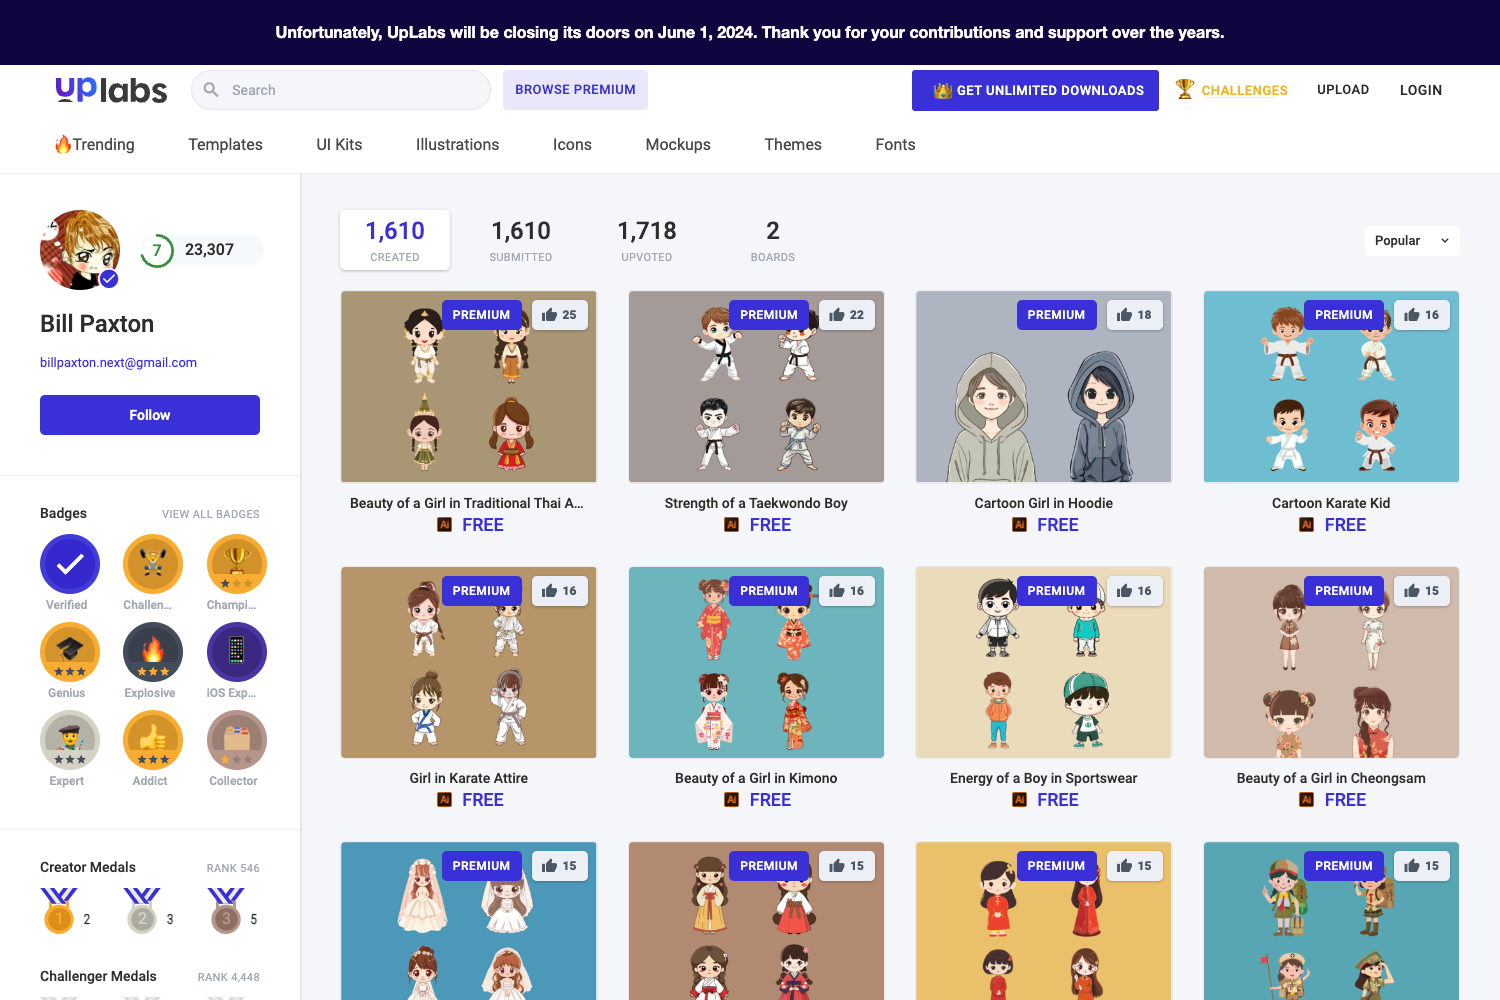 Unfortunately, UpLabs will be closing its doors on June 1, 2024. Thank you for your contributions and support over the years.
uplabs
Search
BROWSE PREMIUM
GET UNLIMITED DOWNLOADS
CHALLENGES
UPLOAD
LOGIN
Trending
Templates
UI Kits
Illustrations
Icons
Mockups
Themes
Fonts
7
23,307
Bill Paxton
billpaxton.next@gmail.com
Follow
Badges
VIEW ALL BADGES
Verified
Challen...
Champi...
Genius
Explosive
iOS Exp...
Expert
Addict
Collector
Creator Medals
RANK 546
1
2
2
3
3
5
Challenger Medals
RANK 4,448
1,610
CREATED
1,610
SUBMITTED
1,718
UPVOTED
2
BOARDS
Popular
PREMIUM
25
Beauty of a Girl in Traditional Thai A...
Ai FREE
PREMIUM
22
Strength of a Taekwondo Boy
Ai FREE
PREMIUM
18
Cartoon Girl in Hoodie
Ai FREE
PREMIUM
16
Cartoon Karate Kid
Ai FREE
PREMIUM
16
Girl in Karate Attire
Ai FREE
PREMIUM
16
Beauty of a Girl in Kimono
Ai FREE
PREMIUM
16
Energy of a Boy in Sportswear
Ai FREE
PREMIUM
15
Beauty of a Girl in Cheongsam
Ai FREE
PREMIUM
15
PREMIUM
15
PREMIUM
15
PREMIUM
15